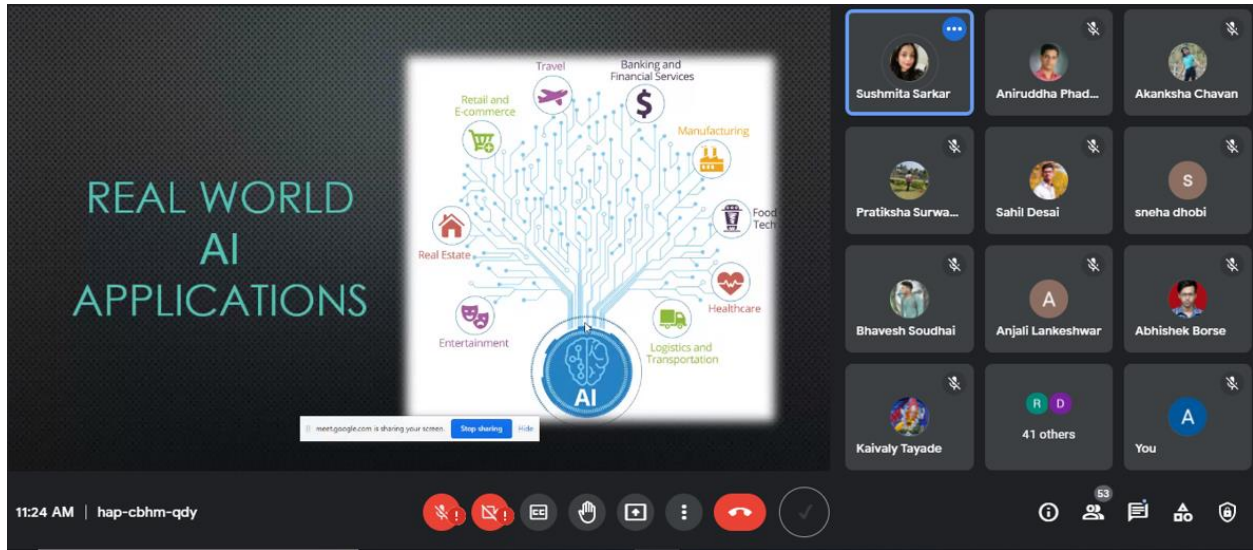 REAL WORLD
AI
APPLICATIONS
Travel
Banking and
Financial Services
Retail and
E-commerce
Manufacturing
Food
Tech
Real Estate
Healthcare
Entertainment
Logistics and
Transportation
AI
meet.google.com is sharing your screen. Stop sharing Hide
Sushmita Sarkar
Aniruddha Phad...
Akanksha Chavan
Pratiksha Surwa...
S
Sahil Desai
sneha dhobi
A
Bhavesh Soudhai
Anjali Lankeshwar
Abhishek Borse
R D
A
Kaivaly Tayade
41 others
You
11:24 AM | hap-cbhm-qdy
CC
53